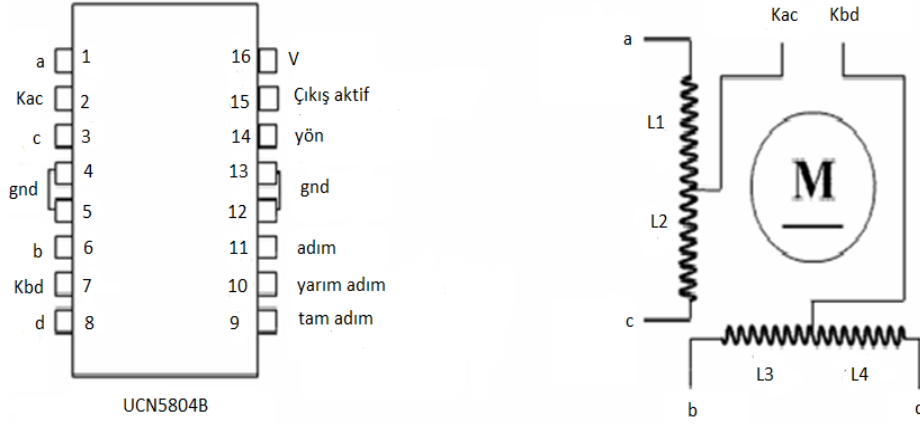 a 1 16 V
Kac 2 15 Çıkış aktif
c 3 14 yön
gnd 4 13 gnd
5 12
b 6 11 adım
Kbd 7 10 yarım adım
d 8 9 tam adım
UCN5804B
Kac Kbd
a
L1
M
L2
c
L3 L4
b